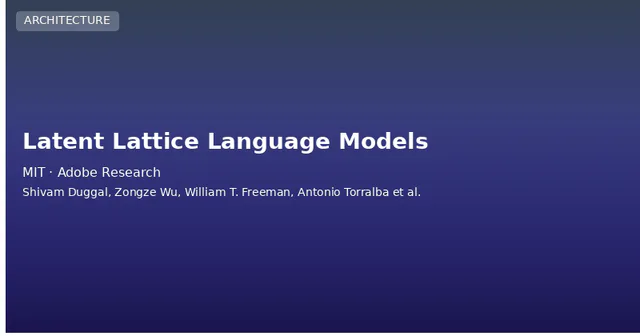 ARCHITECTURE
Latent Lattice Language Models
MIT · Adobe Research
Shivam Duggal, Zongze Wu, William T. Freeman, Antonio Torralba et al.